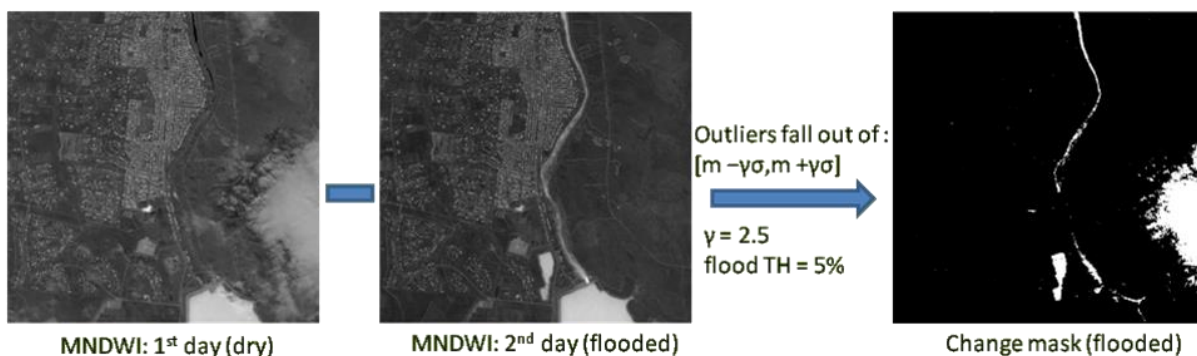 Outliers fall out of :
[m −γσ,m +γσ]
γ = 2.5
flood TH = 5%
MNDWI: 1st day (dry)
MNDWI: 2nd day (flooded)
Change mask (flooded)